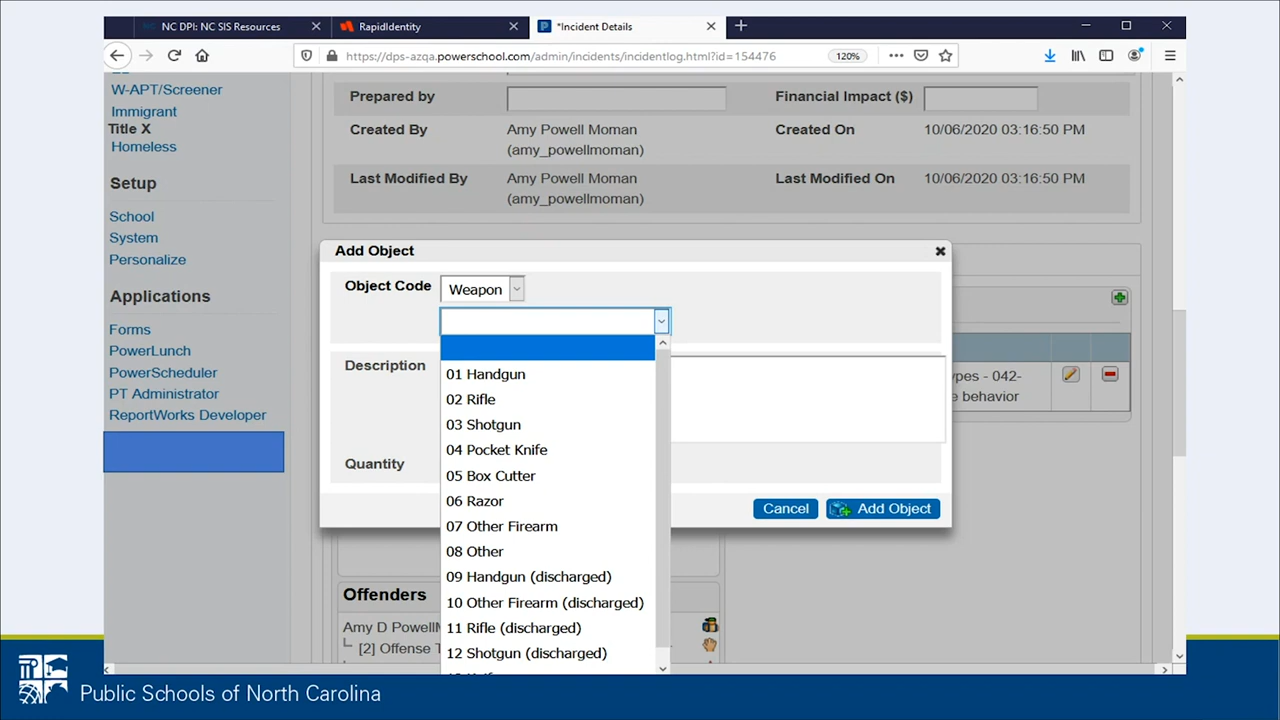 NC DPI: NC SIS Resources
RapidIdentity
*Incident Details
https://dps-azqa.powerschool.com/admin/incidents/incidentlog.html?id=154476
120%
W-APT/Screener
Immigrant
Title X
Homeless
Setup
School
System
Personalize
Applications
Forms
PowerLunch
PowerScheduler
PT Administrator
ReportWorks Developer
Prepared by
Financial Impact ($)
Created By
Amy Powell Moman
(amy_powellmoman)
Created On
10/06/2020 03:16:50 PM
Last Modified By
Amy Powell Moman
(amy_powellmoman)
Last Modified On
10/06/2020 03:16:50 PM
Add Object
Object Code
Weapon
Description
Quantity
01 Handgun
02 Rifle
03 Shotgun
04 Pocket Knife
05 Box Cutter
06 Razor
07 Other Firearm
08 Other
09 Handgun (discharged)
10 Other Firearm (discharged)
11 Rifle (discharged)
12 Shotgun (discharged)
Cancel
Add Object
ypes - 042-
behavior
Offenders
Amy D Powell
[2] Offense
Public Schools of North Carolina